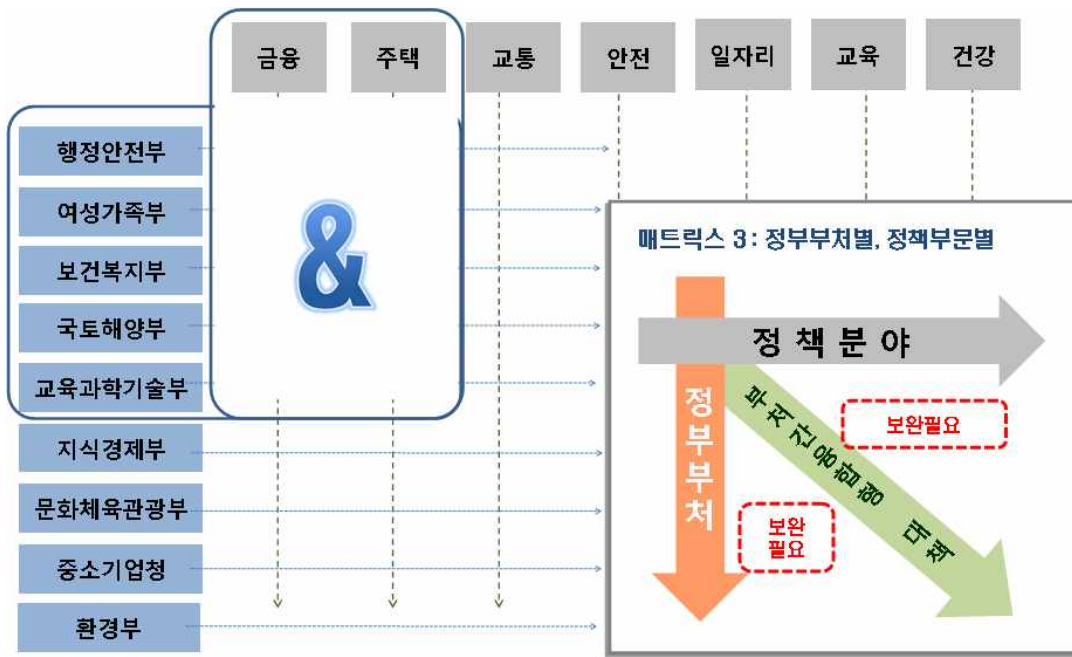 금융
주택
교통
안전
일자리
교육
건강
행정안전부
여성가족부
보건복지부
국토해양부
교육과학기술부
지식경제부
문화체육관광부
중소기업청
환경부
&
매트릭스 3 : 정부부처별, 정책부문별
정 책 분 야
정부부처
부처간융합형 대책
보완필요
보완
필요